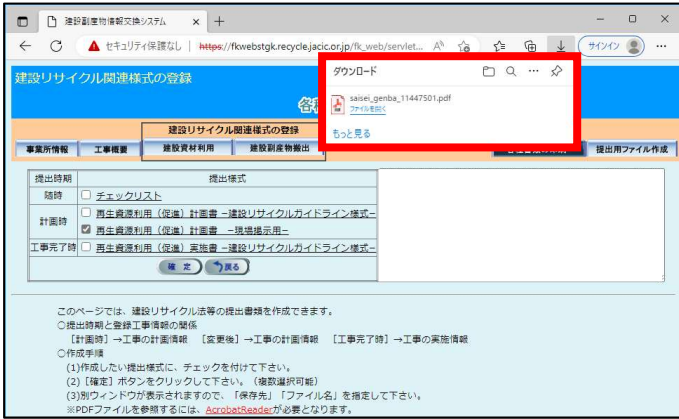 建設副産物情報交換システム
セキュリティ保護なし | https://fkwebstgk.recycle.jacic.or.jp/fk_web/servlet...
サインイン
建設リサイクル関連様式の登録
各種
ダウンロード
saisei_genba_11447501.pdf
ファイルを開く
もっと見る
建設リサイクル関連様式の登録
事業所情報 工事概要 建設資材利用 建設副産物搬出 提出用ファイル作成
提出時期 提出様式
随時 チェックリスト
計画時 再生資源利用（促進）計画書 −建設リサイクルガイドライン様式−
再生資源利用（促進）計画書 −現場掲示用−
工事完了時 再生資源利用（促進）実施書 −建設リサイクルガイドライン様式−
確 定 戻る
このページでは、建設リサイクル法等の提出書類を作成できます。
○提出時期と登録工事情報の関係
［計画時］→工事の計画情報 ［変更後］→工事の計画情報 ［工事完了時］→工事の実施情報
○作成手順
(1)作成したい提出様式に、チェックを付けて下さい。
(2)［確定］ボタンをクリックして下さい。（複数選択可能）
(3)別ウィンドウが表示されますので、「保存先」「ファイル名」を指定して下さい。
※PDFファイルを参照するには、AcrobatReaderが必要となります。